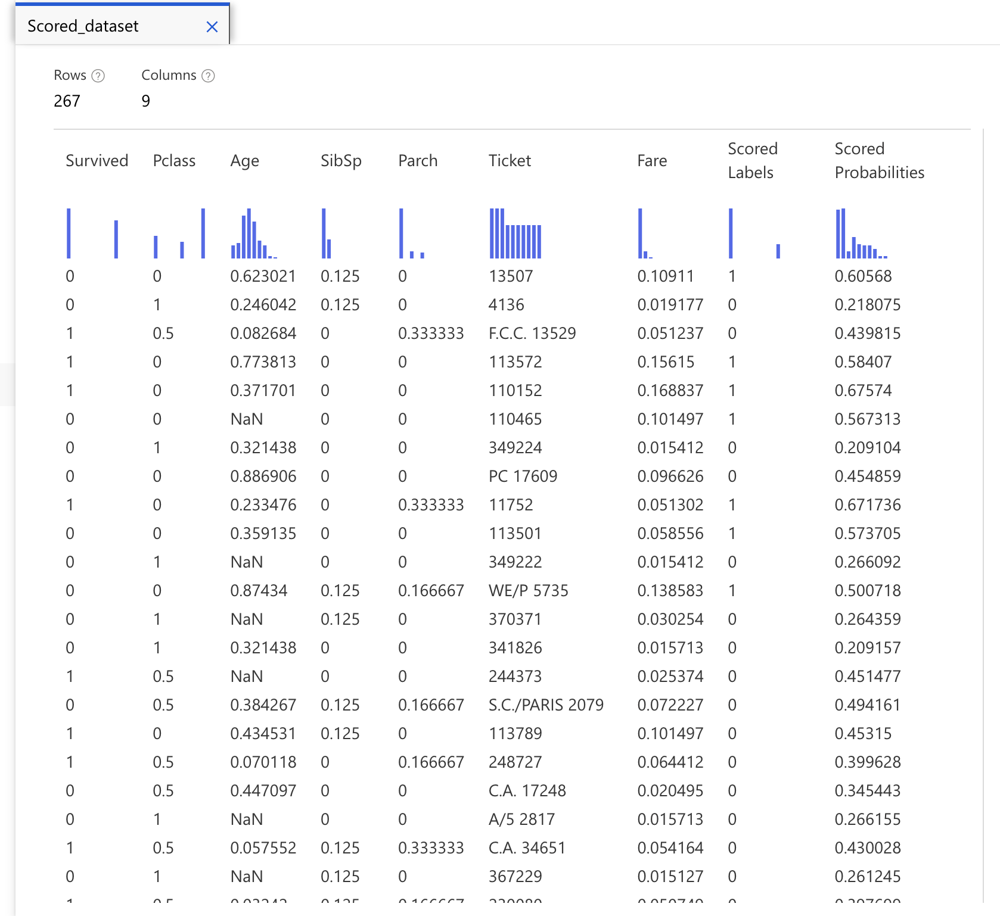 Scored_dataset
Rows Columns
267 9
Survived Pclass Age SibSp Parch Ticket Fare Scored Labels Scored Probabilities
0 0 0.623021 0.125 0 13507 0.10911 1 0.60568
0 1 0.246042 0.125 0 4136 0.019177 0 0.218075
1 0.5 0.082684 0 0.333333 F.C.C. 13529 0.051237 0 0.439815
1 0 0.773813 0 0 113572 0.15615 1 0.58407
1 0 0.371701 0 0 110152 0.168837 1 0.67574
0 0 NaN 0 0 110465 0.101497 1 0.567313
0 1 0.321438 0 0 349224 0.015412 0 0.209104
0 0 0.886906 0 0 PC 17609 0.096626 0 0.454859
1 0 0.233476 0 0.333333 11752 0.051302 1 0.671736
0 0 0.359135 0 0 113501 0.058556 1 0.573705
0 1 NaN 0 0 349222 0.015412 0 0.266092
0 0 0.87434 0.125 0.166667 WE/P 5735 0.138583 1 0.500718
0 1 NaN 0.125 0 370371 0.030254 0 0.264359
0 1 0.321438 0 0 341826 0.015713 0 0.209157
1 0.5 NaN 0 0 244373 0.025374 0 0.451477
0 0.5 0.384267 0.125 0.166667 S.C./PARIS 2079 0.072227 0 0.494161
1 0 0.434531 0.125 0 113789 0.101497 0 0.45315
1 0.5 0.070118 0 0.166667 248727 0.064412 0 0.399628
0 0.5 0.447097 0 0 C.A. 17248 0.020495 0 0.345443
0 1 NaN 0 0 A/5 2817 0.015713 0 0.266155
1 0.5 0.057552 0.125 0.333333 C.A. 34651 0.054164 0 0.430028
0 1 NaN 0.125 0 367229 0.015127 0 0.261245